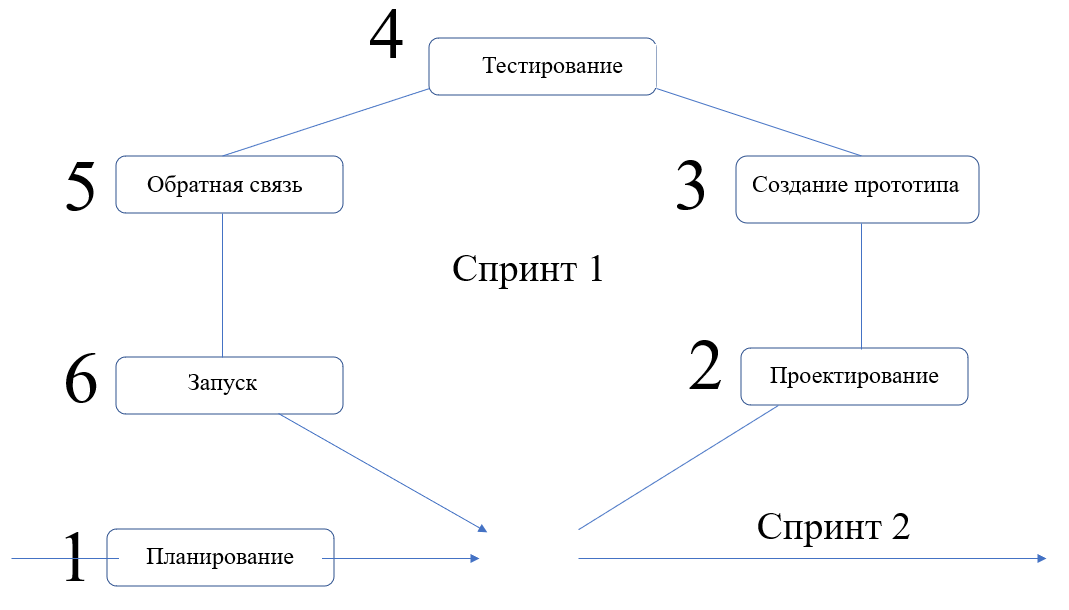 4
Тестирование
5
Обратная связь
3
Создание прототипа
Спринт 1
6
Запуск
2
Проектирование
Спринт 2
1
Планирование